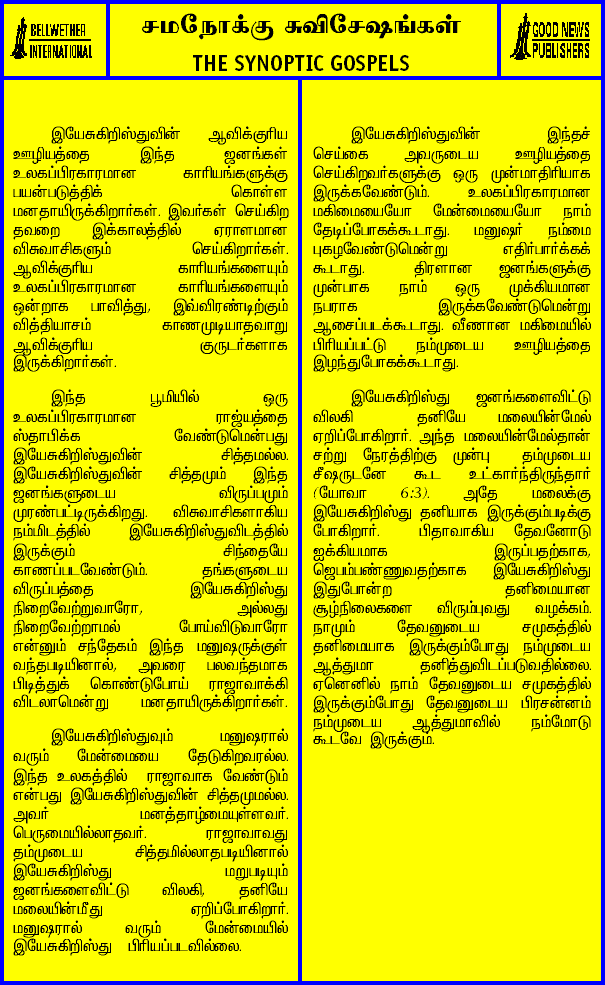 BELLWETHER
INTERNATIONAL
சமநோக்கு சுவிசேஷங்கள்
THE SYNOPTIC GOSPELS
GOOD NEWS
PUBLISHERS
இயேசுகிறிஸ்துவின் ஆவிக்குரிய
ஊழியத்தை இந்த ஜனங்கள்
உலகப்பிரகாரமான காரியங்களுக்கு
பயன்படுத்திக் கொள்ள
மனதாயிருக்கிறார்கள். இவர்கள் செய்கிற
தவறை இக்காலத்தில் ஏராளமான
விசுவாசிகளும் செய்கிறார்கள்.
ஆவிக்குரிய காரியங்களையும்
உலகப்பிரகாரமான காரியங்களையும்
ஒன்றாக பாவித்து, இவ்விரண்டிற்கும்
வித்தியாசம் காணமுடியாதவாறு
ஆவிக்குரிய குருடர்களாக
இருக்கிறார்கள்.
இந்த பூமியில் ஒரு
உலகப்பிரகாரமான ராஜ்யத்தை
ஸ்தாபிக்க வேண்டுமென்பது
இயேசுகிறிஸ்துவின் சித்தமல்ல.
இயேசுகிறிஸ்துவின் சித்தமும் இந்த
ஜனங்களுடைய விருப்பமும்
முரண்பட்டிருக்கிறது. விசுவாசிகளாகிய
நம்மிடத்தில் இயேசுகிறிஸ்துவிடத்தில்
இருக்கும் சிந்தையே
காணப்படவேண்டும். தங்களுடைய
விருப்பத்தை இயேசுகிறிஸ்து
நிறைவேற்றுவாரோ, அல்லது
நிறைவேற்றாமல் போய்விடுவாரோ
என்னும் சந்தேகம் இந்த மனுஷருக்குள்
வந்தபடியினால், அவரை பலவந்தமாக
பிடித்துக் கொண்டுபோய் ராஜாவாக்கி
விடலாமென்று மனதாயிருக்கிறார்கள்.
இயேசுகிறிஸ்துவும் மனுஷரால்
வரும் மேன்மையை தேடுகிறவரல்ல.
இந்த உலகத்தில் ராஜாவாக வேண்டும்
என்பது இயேசுகிறிஸ்துவின் சித்தமுமல்ல.
அவர் மனத்தாழ்மையுள்ளவர்.
பெருமையில்லாதவர். ராஜாவாவது
தம்முடைய சித்தமில்லாதபடியினால்
இயேசுகிறிஸ்து மறுபடியும்
ஜனங்களைவிட்டு விலகி, தனியே
மலையின்மீது ஏறிப்போகிறார்.
மனுஷரால் வரும் மேன்மையில்
இயேசுகிறிஸ்து பிரியப்படவில்லை.
இயேசுகிறிஸ்துவின் இந்தச்
செய்கை அவருடைய ஊழியத்தை
செய்கிறவர்களுக்கு ஒரு முன்மாதிரியாக
இருக்கவேண்டும். உலகப்பிரகாரமான
மகிமையையோ மேன்மையையோ நாம்
தேடிப்போகக்கூடாது. மனுஷர் நம்மை
புகழவேண்டுமென்று எதிர்பார்க்கக்
கூடாது. திரளான ஜனங்களுக்கு
முன்பாக நாம் ஒரு முக்கியமான
நபராக இருக்கவேண்டுமென்று
ஆசைப்படக்கூடாது. வீணான மகிமையில்
பிரியப்பட்டு நம்முடைய ஊழியத்தை
இழந்துபோகக்கூடாது.
இயேசுகிறிஸ்து ஜனங்களைவிட்டு
விலகி தனியே மலையின்மேல்
ஏறிப்போகிறார். அந்த மலையின்மேல்தான்
சற்று நேரத்திற்கு முன்பு தம்முடைய
சீஷருடனே கூட உட்கார்ந்திருந்தார்
(யோவா 6:3). அதே மலைக்கு
இயேசுகிறிஸ்து தனியாக இருக்கும்படிக்கு
போகிறார். பிதாவாகிய தேவனோடு
ஐக்கியமாக இருப்பதற்காக,
ஜெபம்பண்ணுவதற்காக இயேசுகிறிஸ்து
இதுபோன்ற தனிமையான
சூழ்நிலைகளை விரும்புவது வழக்கம்.
நாமும் தேவனுடைய சமுகத்தில்
தனிமையாக இருக்கும்போது நம்முடைய
ஆத்துமா தனித்துவிடப்படுவதில்லை.
ஏனெனில் நாம் தேவனுடைய சமுகத்தில்
இருக்கும்போது தேவனுடைய பிரசன்னம்
நம்முடைய ஆத்துமாவில் நம்மோடு
கூடவே இருக்கும்.